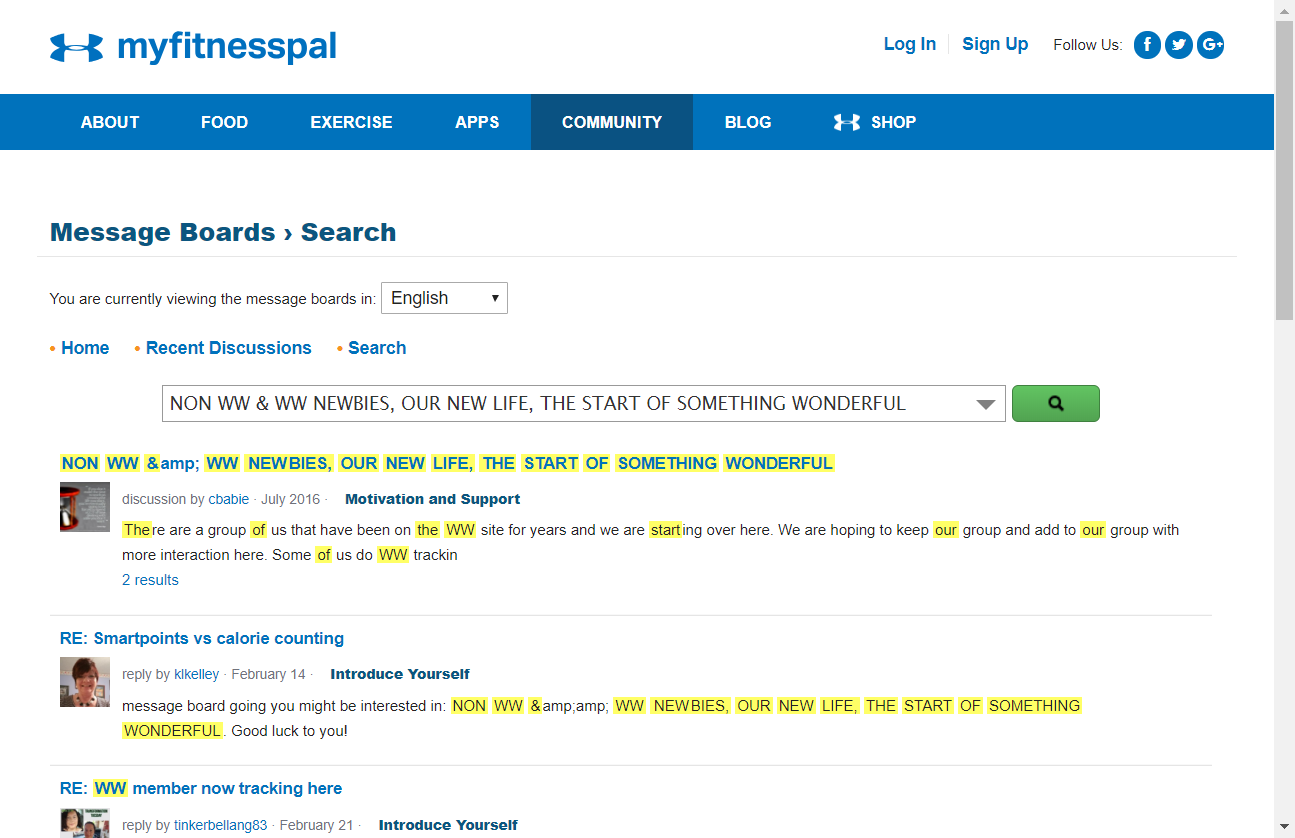 myfitnesspal
Log In Sign Up Follow Us:
ABOUT FOOD EXERCISE APPS COMMUNITY BLOG SHOP
Message Boards › Search
You are currently viewing the message boards in: English
• Home • Recent Discussions • Search
NON WW & WW NEWBIES, OUR NEW LIFE, THE START OF SOMETHING WONDERFUL
NON WW &amp; WW NEWBIES, OUR NEW LIFE, THE START OF SOMETHING WONDERFUL
discussion by cbabie · July 2016 · Motivation and Support
There are a group of us that have been on the WW site for years and we are starting over here. We are hoping to keep our group and add to our group with
more interaction here. Some of us do WW trackin
2 results
RE: Smartpoints vs calorie counting
reply by klkelley · February 14 · Introduce Yourself
message board going you might be interested in: NON WW &amp;amp; WW NEWBIES, OUR NEW LIFE, THE START OF SOMETHING
WONDERFUL. Good luck to you!
RE: WW member now tracking here
reply by tinkerbellang83 · February 21 · Introduce Yourself